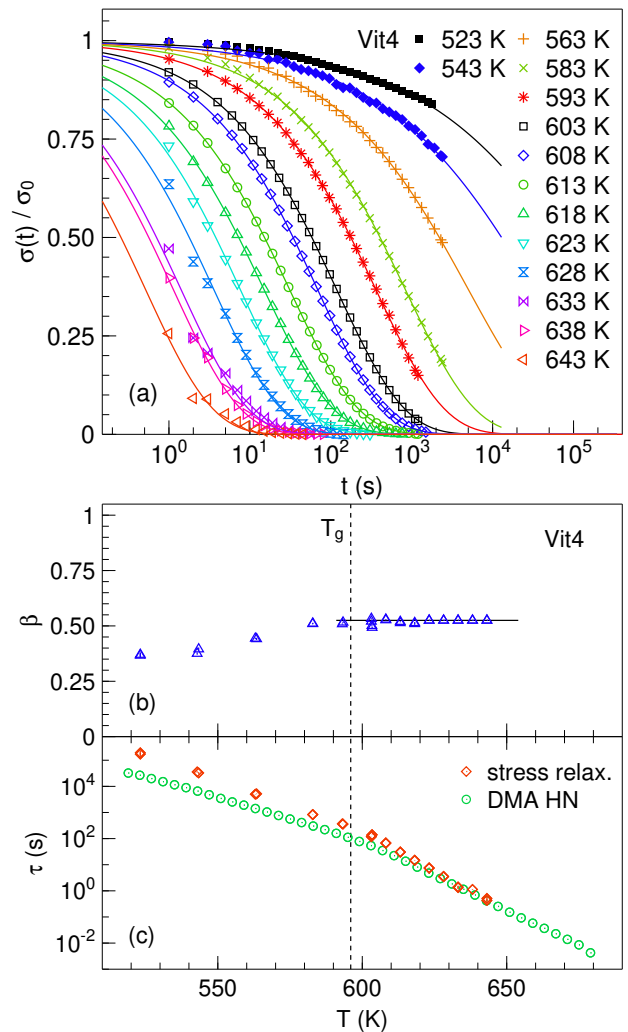 Vit4
523 K
543 K
563 K
583 K
593 K
603 K
608 K
613 K
618 K
623 K
628 K
633 K
638 K
643 K
1
0.75
0.50
0.25
0
σ(t) / σ0
(a)
10^0 10^1 10^2 10^3 10^4 10^5
t (s)
Tg
Vit4
1
0.75
0.50
0.25
0
β
(b)
stress relax.
DMA HN
10^4
10^2
10^0
10^-2
τ (s)
(c)
550 600 650
T (K)